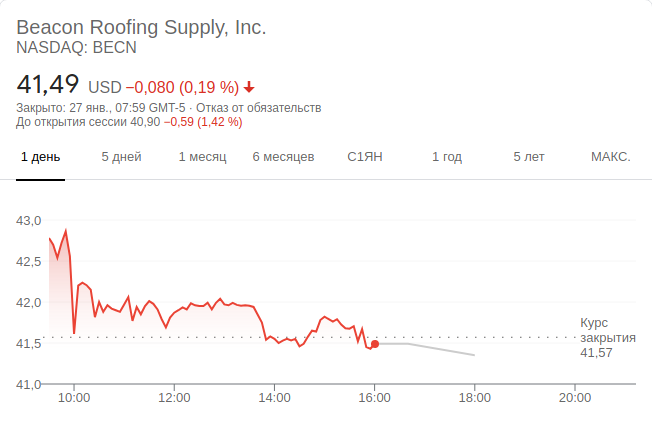 Beacon Roofing Supply, Inc.
NASDAQ: BECN
41,49 USD −0,080 (0,19 %)
Закрыто: 27 янв., 07:59 GMT-5 · Отказ от обязательств
До открытия сессии 40,90 −0,59 (1,42 %)
1 день 5 дней 1 месяц 6 месяцев С1ЯН 1 год 5 лет МАКС.
43,0
42,5
42,0
41,5
41,0
Курс
закрытия
41,57
10:00 12:00 14:00 16:00 18:00 20:00